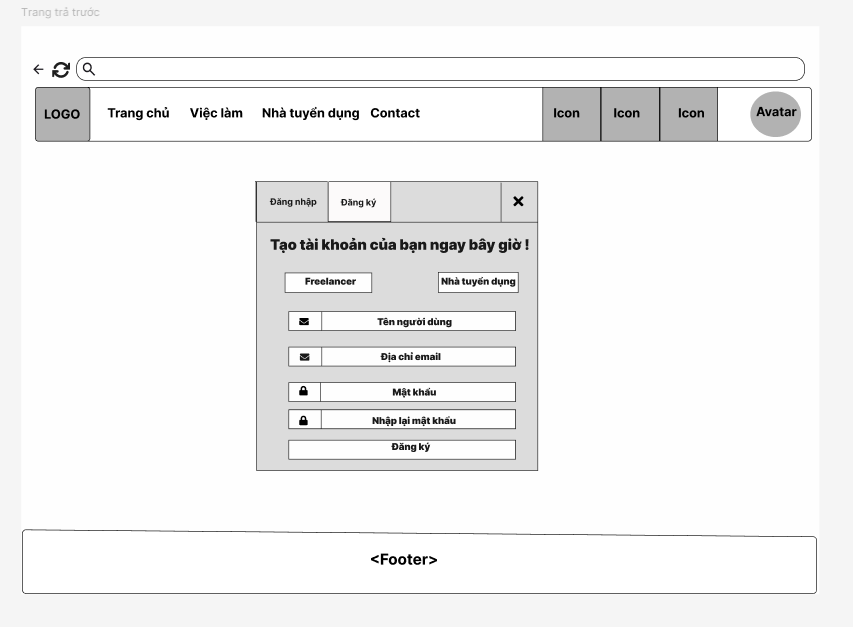 Trang trả trước
LOGO Trang chủ Việc làm Nhà tuyển dụng Contact Icon Icon Icon Avatar
Đăng nhập Đăng ký
Tạo tài khoản của bạn ngay bây giờ !
Freelancer Nhà tuyển dụng
Tên người dùng
Địa chỉ email
Mật khẩu
Nhập lại mật khẩu
Đăng ký
<Footer>